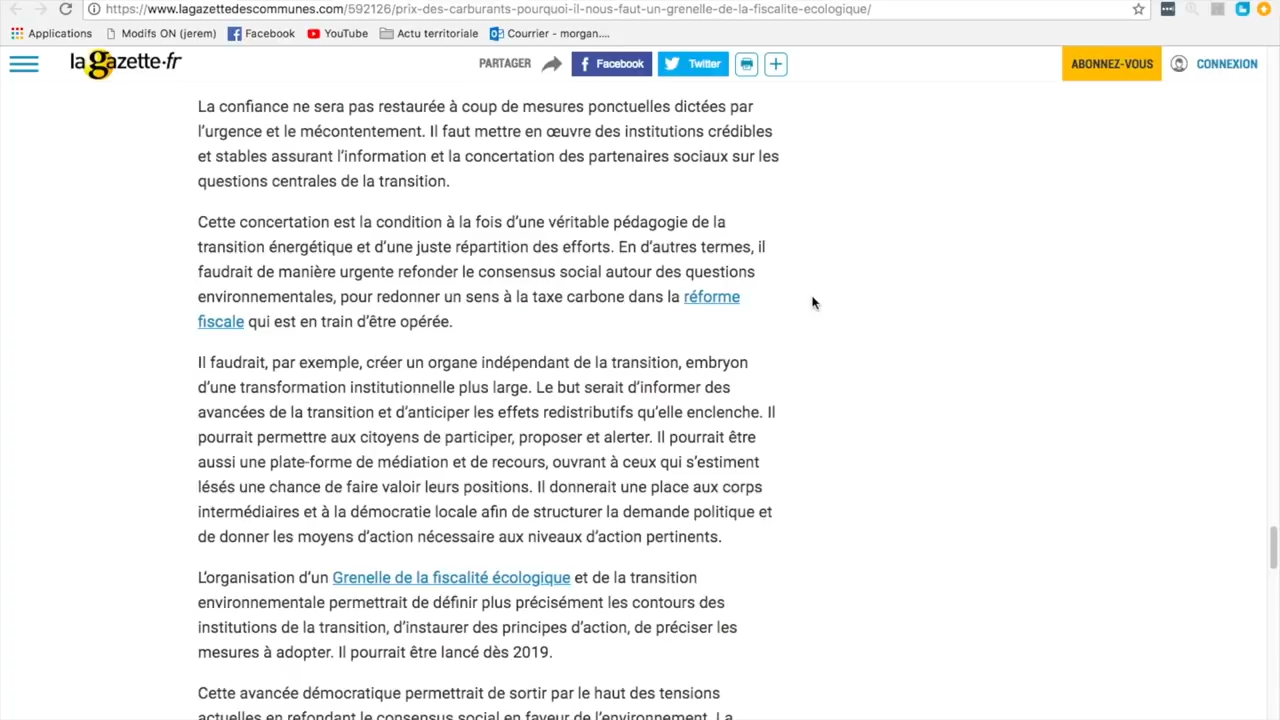 https://www.lagazettedescommunes.com/592126/prix-des-carburants-pourquoi-il-nous-faut-un-grenelle-de-la-fiscalite-ecologique/
Applications Modifs ON (jerem) Facebook YouTube Actu territoriale Courrier - morgan....
la gazette·fr PARTAGER Facebook Twitter ABONNEZ-VOUS CONNEXION
La confiance ne sera pas restaurée à coup de mesures ponctuelles dictées par
l’urgence et le mécontentement. Il faut mettre en œuvre des institutions crédibles
et stables assurant l’information et la concertation des partenaires sociaux sur les
questions centrales de la transition.
Cette concertation est la condition à la fois d’une véritable pédagogie de la
transition énergétique et d’une juste répartition des efforts. En d’autres termes, il
faudrait de manière urgente refonder le consensus social autour des questions
environnementales, pour redonner un sens à la taxe carbone dans la réforme
fiscale qui est en train d’être opérée.
Il faudrait, par exemple, créer un organe indépendant de la transition, embryon
d’une transformation institutionnelle plus large. Le but serait d’informer des
avancées de la transition et d’anticiper les effets redistributifs qu’elle enclenche. Il
pourrait permettre aux citoyens de participer, proposer et alerter. Il pourrait être
aussi une plate-forme de médiation et de recours, ouvrant à ceux qui s’estiment
lésés une chance de faire valoir leurs positions. Il donnerait une place aux corps
intermédiaires et à la démocratie locale afin de structurer la demande politique et
de donner les moyens d’action nécessaire aux niveaux d’action pertinents.
L’organisation d’un Grenelle de la fiscalité écologique et de la transition
environnementale permettrait de définir plus précisément les contours des
institutions de la transition, d’instaurer des principes d’action, de préciser les
mesures à adopter. Il pourrait être lancé dès 2019.
Cette avancée démocratique permettrait de sortir par le haut des tensions
actuelles en refondant le consensus social en faveur de l’environnement. La